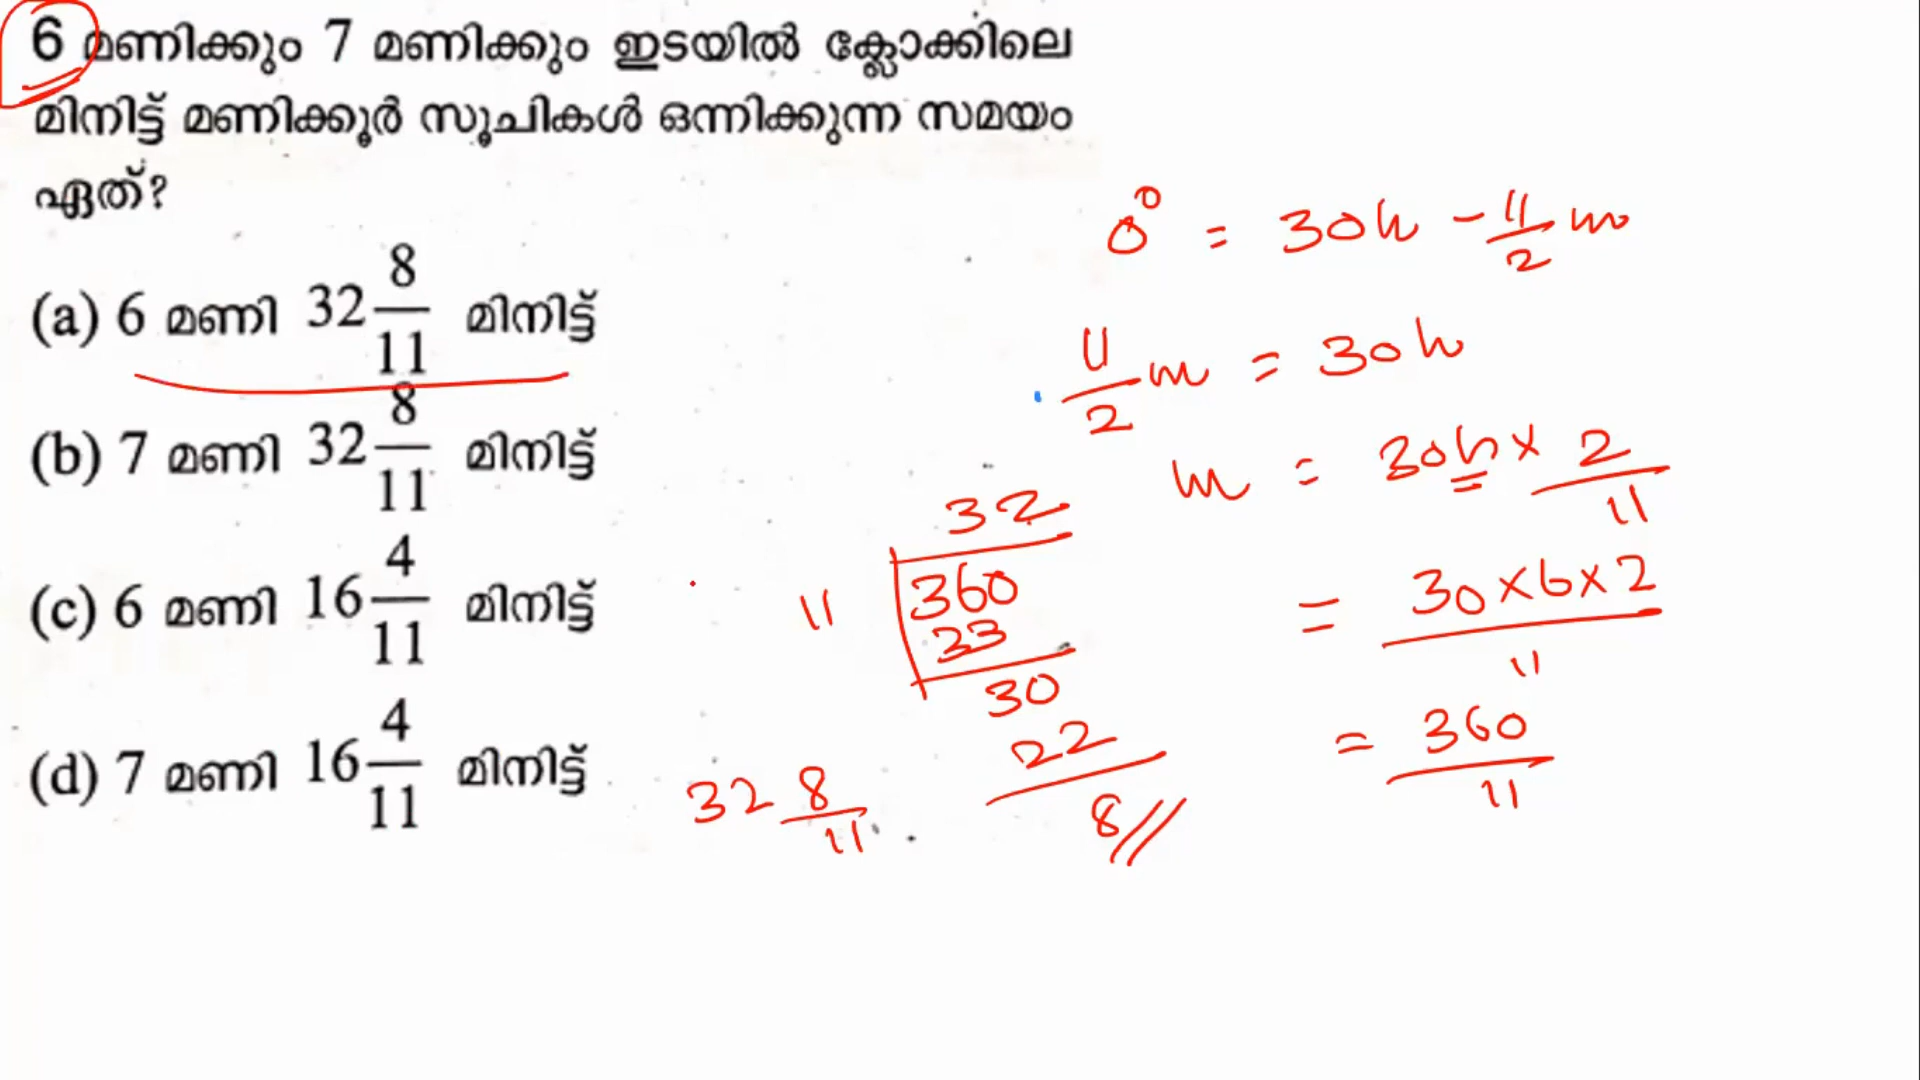 6 മണിക്കും 7 മണിക്കും ഇടയിൽ ക്ലോക്കിലെ
മിനിട്ട് മണിക്കൂർ സൂചികൾ ഒന്നിക്കുന്ന സമയം
ഏത്?
(a) 6 മണി 32 8/11 മിനിട്ട്
(b) 7 മണി 32 8/11 മിനിട്ട്
(c) 6 മണി 16 4/11 മിനിട്ട്
(d) 7 മണി 16 4/11 മിനിട്ട്
0° = 30h - 11/2 m
11/2 m = 30h
m = 30h × 2/11
= 30×6×2/11
= 360/11
32
11 360
33
30
22
8//
32 8/11